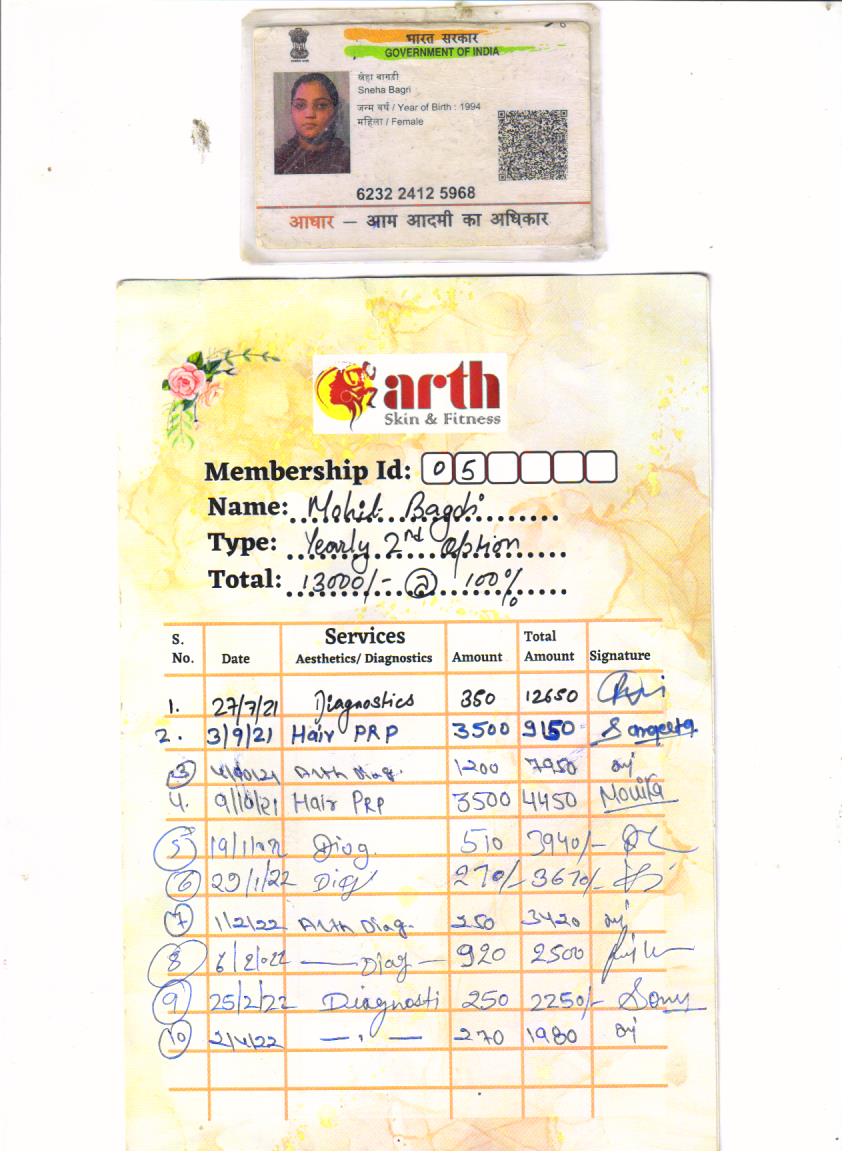 भारत सरकार
GOVERNMENT OF INDIA
स्नेहा बागड़ी
Sneha Bagri
जन्म वर्ष / Year of Birth : 1994
महिला / Female
6232 2412 5968
आधार — आम आदमी का अधिकार
arth
Skin & Fitness
Membership Id: 05
Name: Mohit Bagdi
Type: Yearly 2nd option
Total: 13000/- @ 100%
S. No. Date Services Aesthetics/ Diagnostics Amount Total Amount Signature
1. 27/7/21 Diagnostics 350 12650
2. 3/9/21 Hair PRP 3500 9150 Sangeeta
3 Arth Diag. 1200 7950
4. 9/10/21 Hair PRP 3500 4450 Monika
5 19/1/22 Diag. 510 3940/-
6 29/1/22 Diag 270/- 3670/-
7 1/2/22 Arth Diag. 250 3420
8 6/2/022 — Diag — 920 2500
9 25/2/22 Diagnosti 250 2250/- Sonu
10 2/4/22 — , — 270 1980